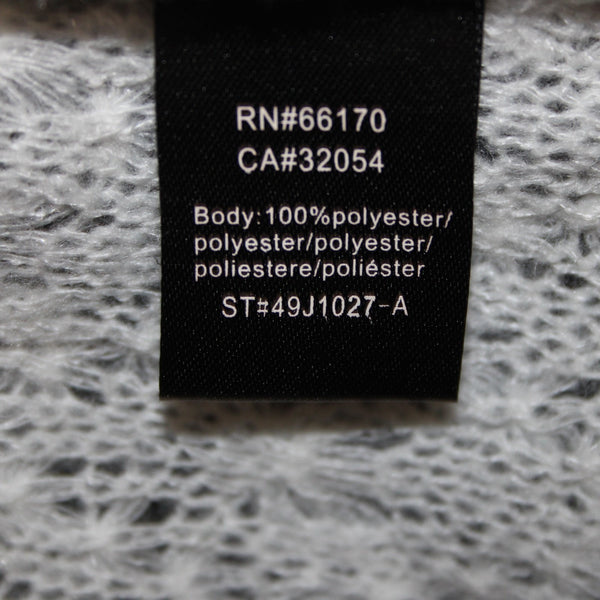 RN#66170
CA#32054
Body:100%polyester/
polyester/polyester/
poliestere/poliéster
ST#49J1027-A